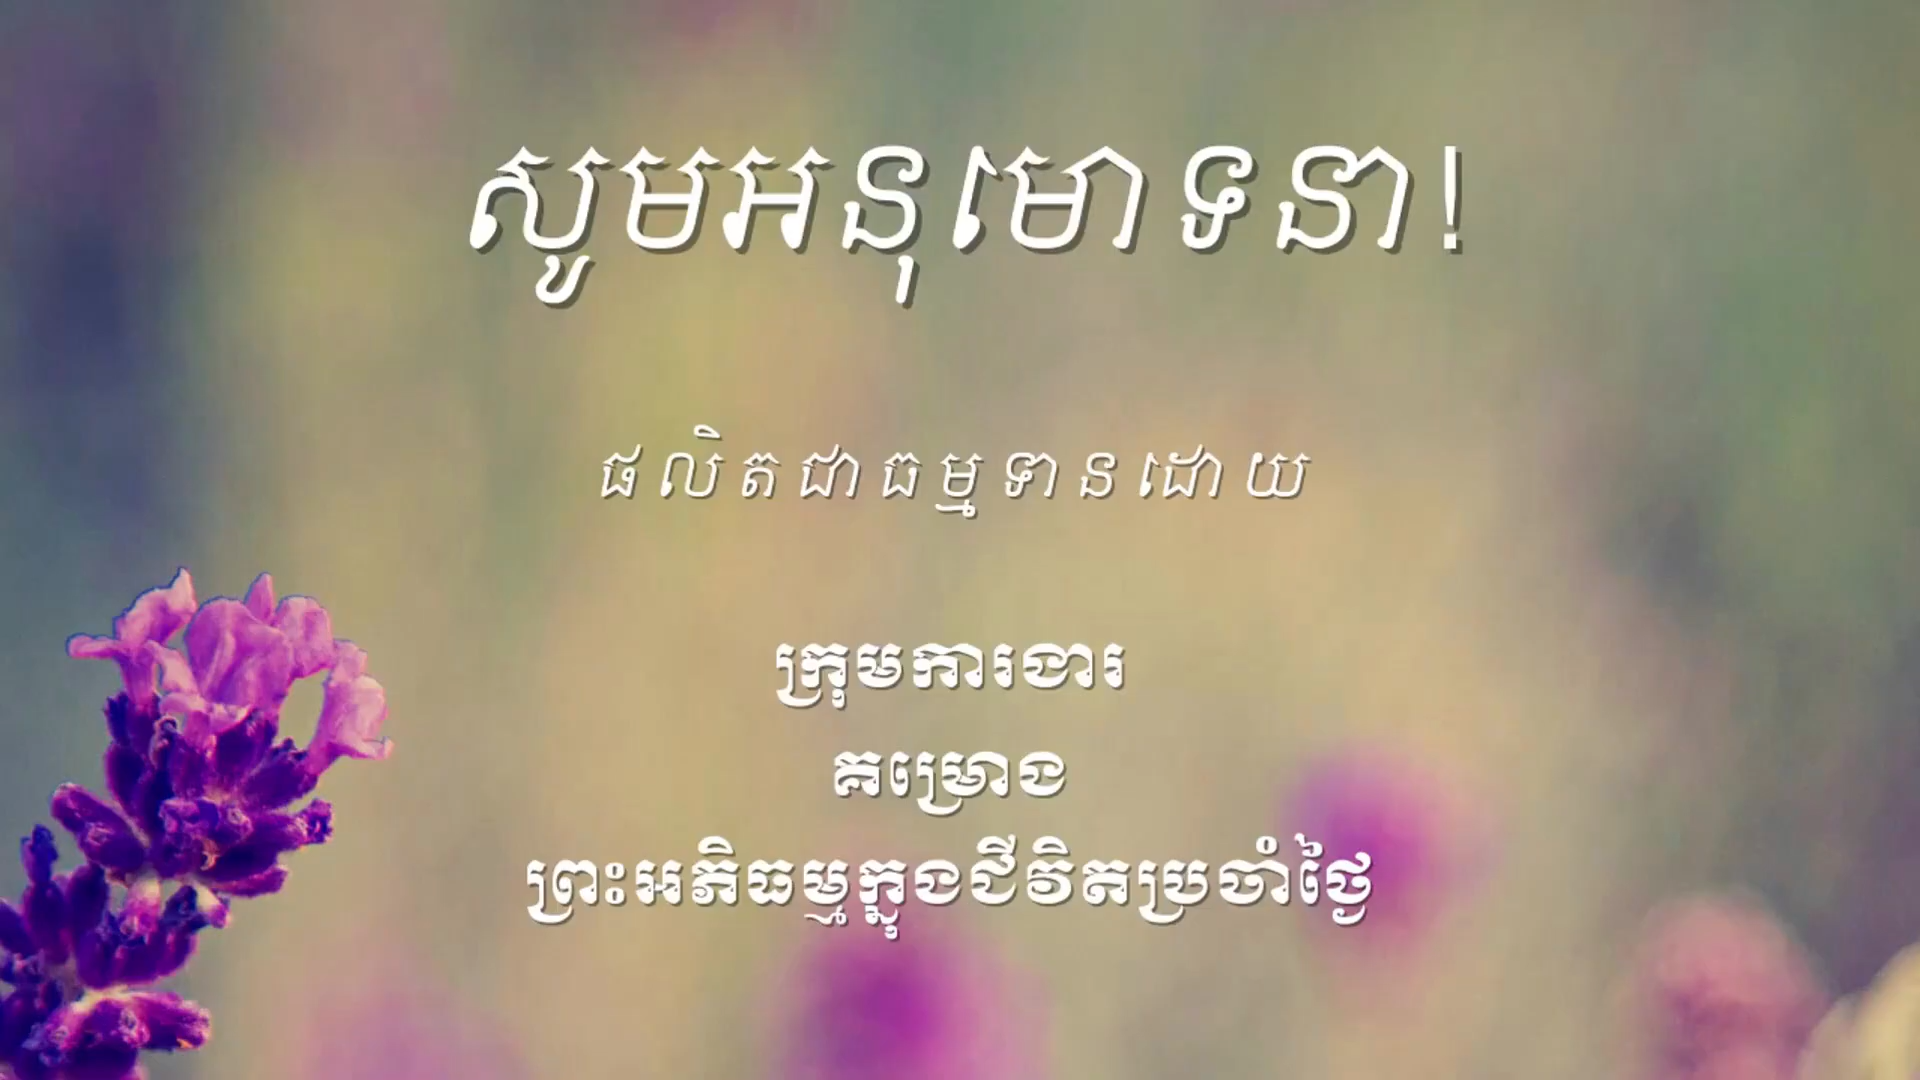 សូមអនុមោទនា!
ផលិតជាធម្មទានដោយ
ក្រុមការងារ
គម្រោង
ព្រះអភិធម្មក្នុងជីវិតប្រចាំថ្ងៃ